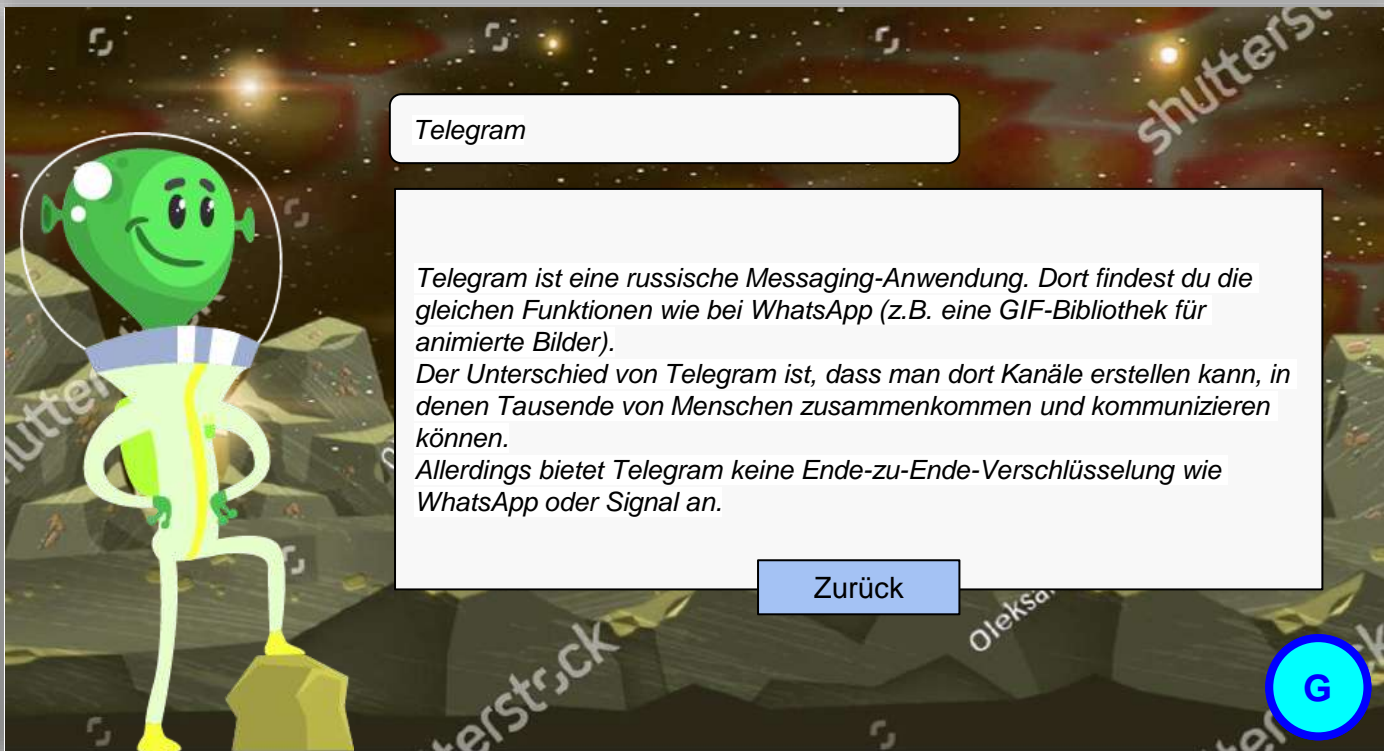 shutterst
Telegram
Telegram ist eine russische Messaging-Anwendung. Dort findest du die
gleichen Funktionen wie bei WhatsApp (z.B. eine GIF-Bibliothek für
animierte Bilder).
Der Unterschied von Telegram ist, dass man dort Kanäle erstellen kann, in
denen Tausende von Menschen zusammenkommen und kommunizieren
können.
Allerdings bietet Telegram keine Ende-zu-Ende-Verschlüsselung wie
WhatsApp oder Signal an.
Zurück
Oleksa
G